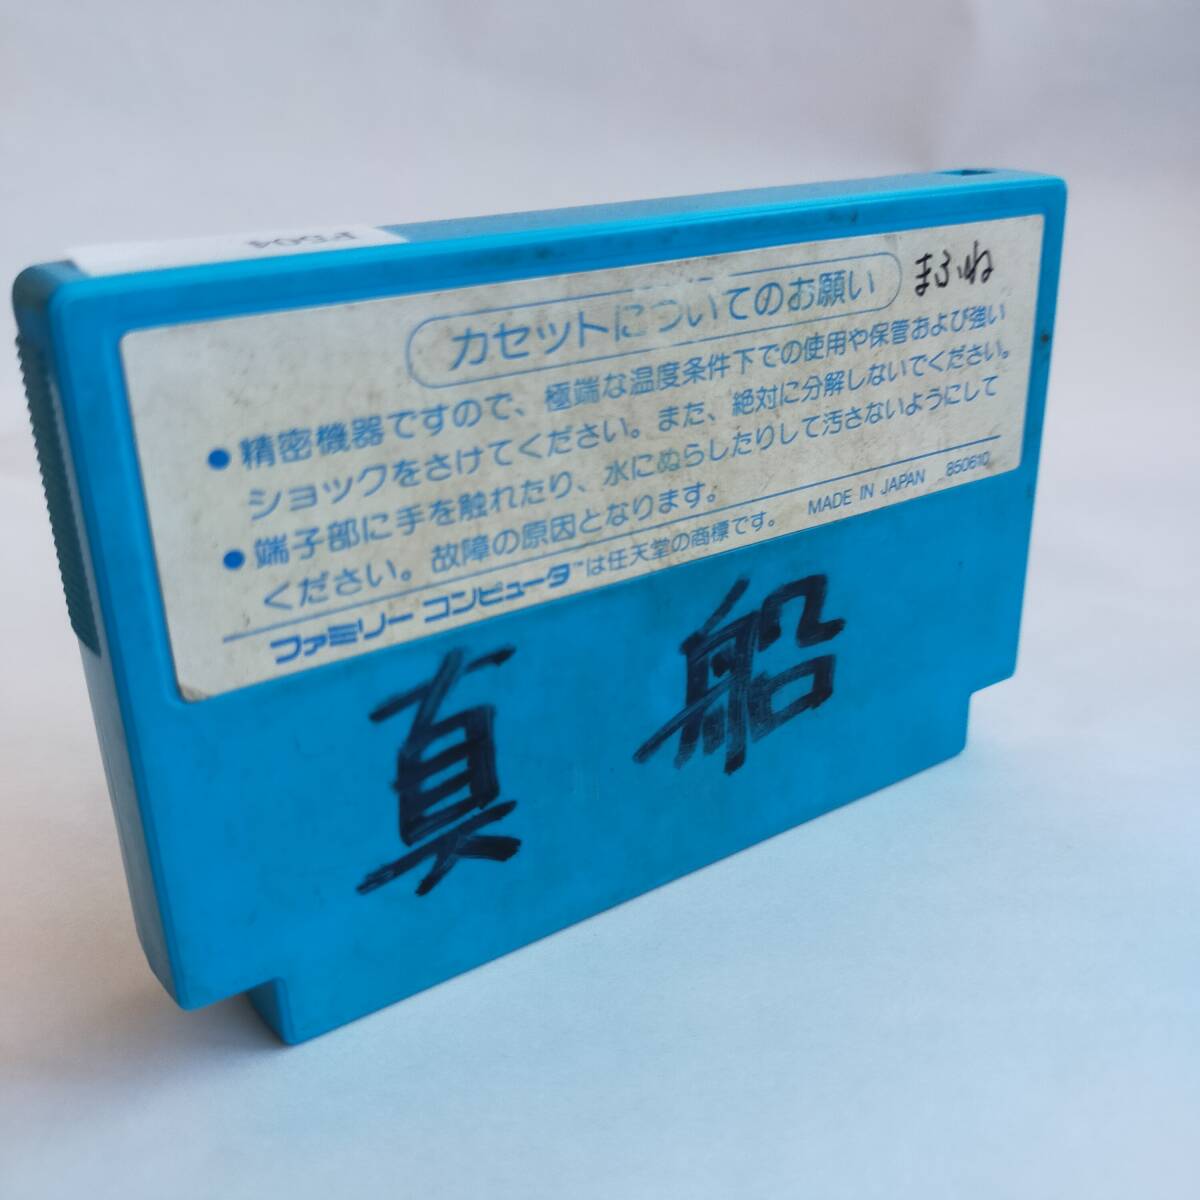 F504
カセットについてのお願い
まふね
●精密機器ですので、極端な温度条件下での使用や保管および強い
ショックをさけてください。また、絶対に分解しないでください。
●端子部に手を触れたり、水にぬらしたりして汚さないようにして
ください。故障の原因となります。
ファミリーコンピュータ™は任天堂の商標です。 MADE IN JAPAN 850610
真船